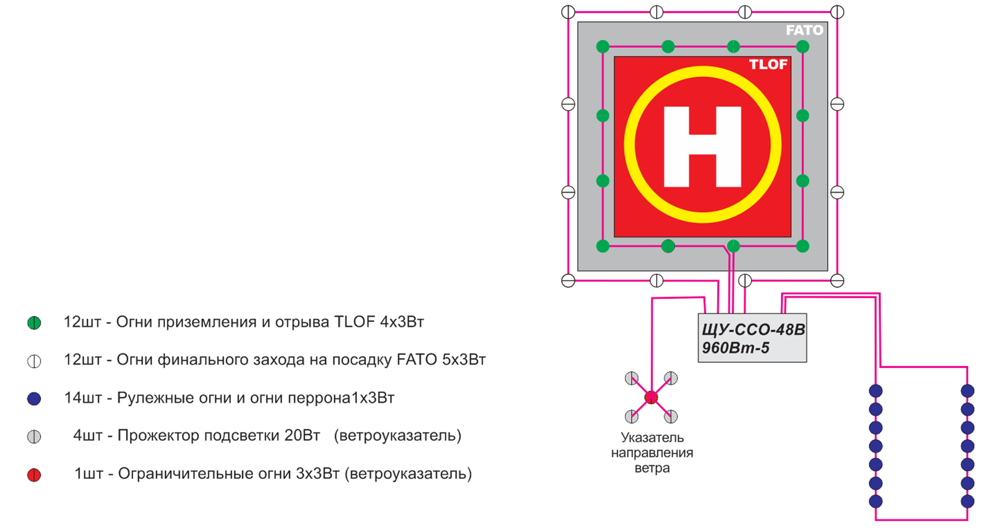 FATO
TLOF
H
12шт - Огни приземления и отрыва TLOF 4х3Вт
12шт - Огни финального захода на посадку FATO 5х3Вт
14шт - Рулежные огни и огни перрона1х3Вт
4шт - Прожектор подсветки 20Вт (ветроуказатель)
1шт - Ограничительные огни 3х3Вт (ветроуказатель)
ЩУ-ССО-48В
960Вт-5
Указатель
направления
ветра